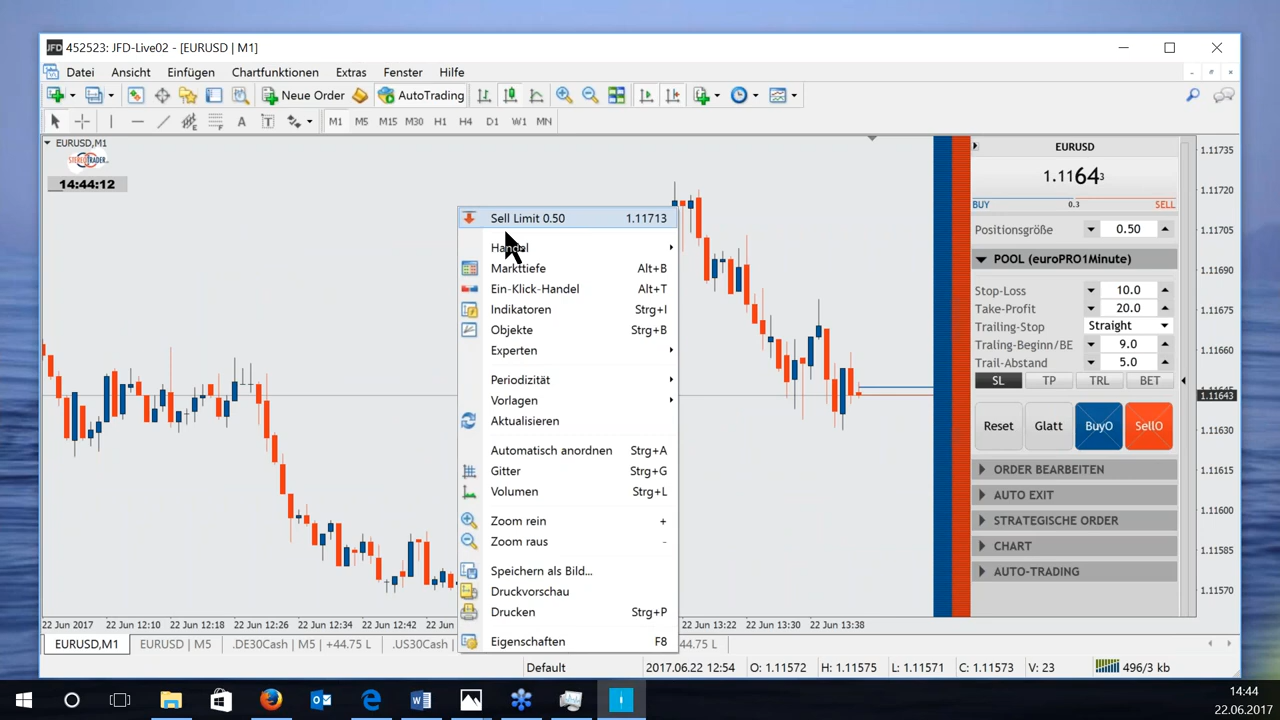 JFD 452523: JFD-Live02 - [EURUSD | M1]
Datei Ansicht Einfügen Chartfunktionen Extras Fenster Hilfe
Neue Order AutoTrading
A T M1 M5 M15 M30 H1 H4 D1 W1 MN
EURUSD,M1
STEREOTRADER
14:44:12
Sell Limit 0.50 1.11713
Handel
Markttiefe Alt+B
Ein-Klick-Handel Alt+T
Indikatoren Strg+I
Objekte Strg+B
Experten
Periodizität
Vorlagen
Aktualisieren
Automatisch anordnen Strg+A
Gitter Strg+G
Volumen Strg+L
Zoom rein +
Zoom raus -
Speichern als Bild...
Druckvorschau
Drucken Strg+P
Eigenschaften F8
EURUSD
1.11643
BUY 0.3 SELL
Positionsgröße 0.50
POOL (euroPRO1Minute)
Stop-Loss 10.0
Take-Profit 20.0
Trailing-Stop Straight
Traling-Beginn/BE 9.0
Trail-Abstand 5.0
SL TP TRL BET
Reset Glatt BuyO SellO
ORDER BEARBEITEN
AUTO EXIT
STRATEGISCHE ORDER
CHART
AUTO-TRADING
1.11735
1.11720
1.11705
1.11690
1.11675
1.11660
1.11643
1.11630
1.11615
1.11600
1.11585
1.11570
22 Jun 2017 22 Jun 12:10 22 Jun 12:18 22 Jun 12:26 22 Jun 12:34 22 Jun 12:42 22 Jun 13:22 22 Jun 13:30 22 Jun 13:38
EURUSD,M1 EURUSD | M5 .DE30Cash | M5 | +44.75 L .US30Cash | 44.75 L
Default 2017.06.22 12:54 O: 1.11572 H: 1.11575 L: 1.11571 C: 1.11573 V: 23 496/3 kb
14:44
22.06.2017